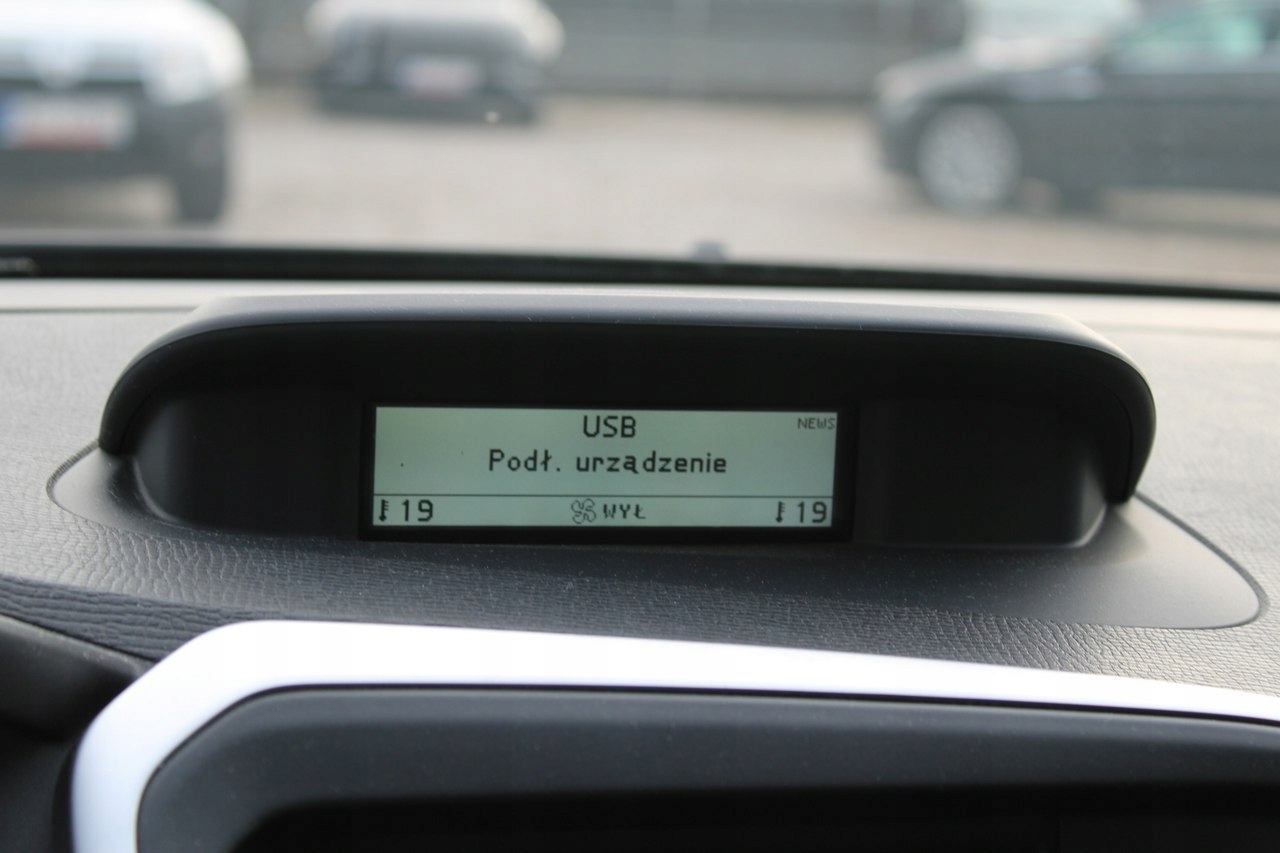 USB
NEWS
Podł. urządzenie
19 WYŁ 19